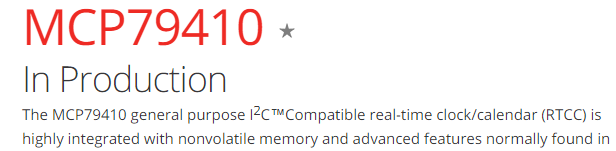 MCP79410
In Production
The MCP79410 general purpose I²C™Compatible real-time clock/calendar (RTCC) is
highly integrated with nonvolatile memory and advanced features normally found in